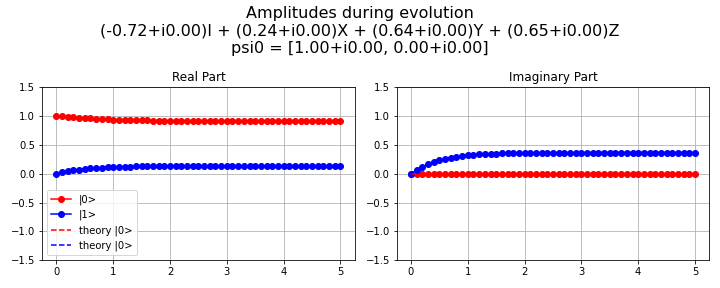 Amplitudes during evolution
(-0.72+i0.00)I + (0.24+i0.00)X + (0.64+i0.00)Y + (0.65+i0.00)Z
psi0 = [1.00+i0.00, 0.00+i0.00]
Real Part
1.5
1.0
0.5
0.0
−0.5
−1.0
−1.5
0 1 2 3 4 5
|0>
|1>
theory |0>
theory |0>
Imaginary Part
1.5
1.0
0.5
0.0
−0.5
−1.0
−1.5
0 1 2 3 4 5